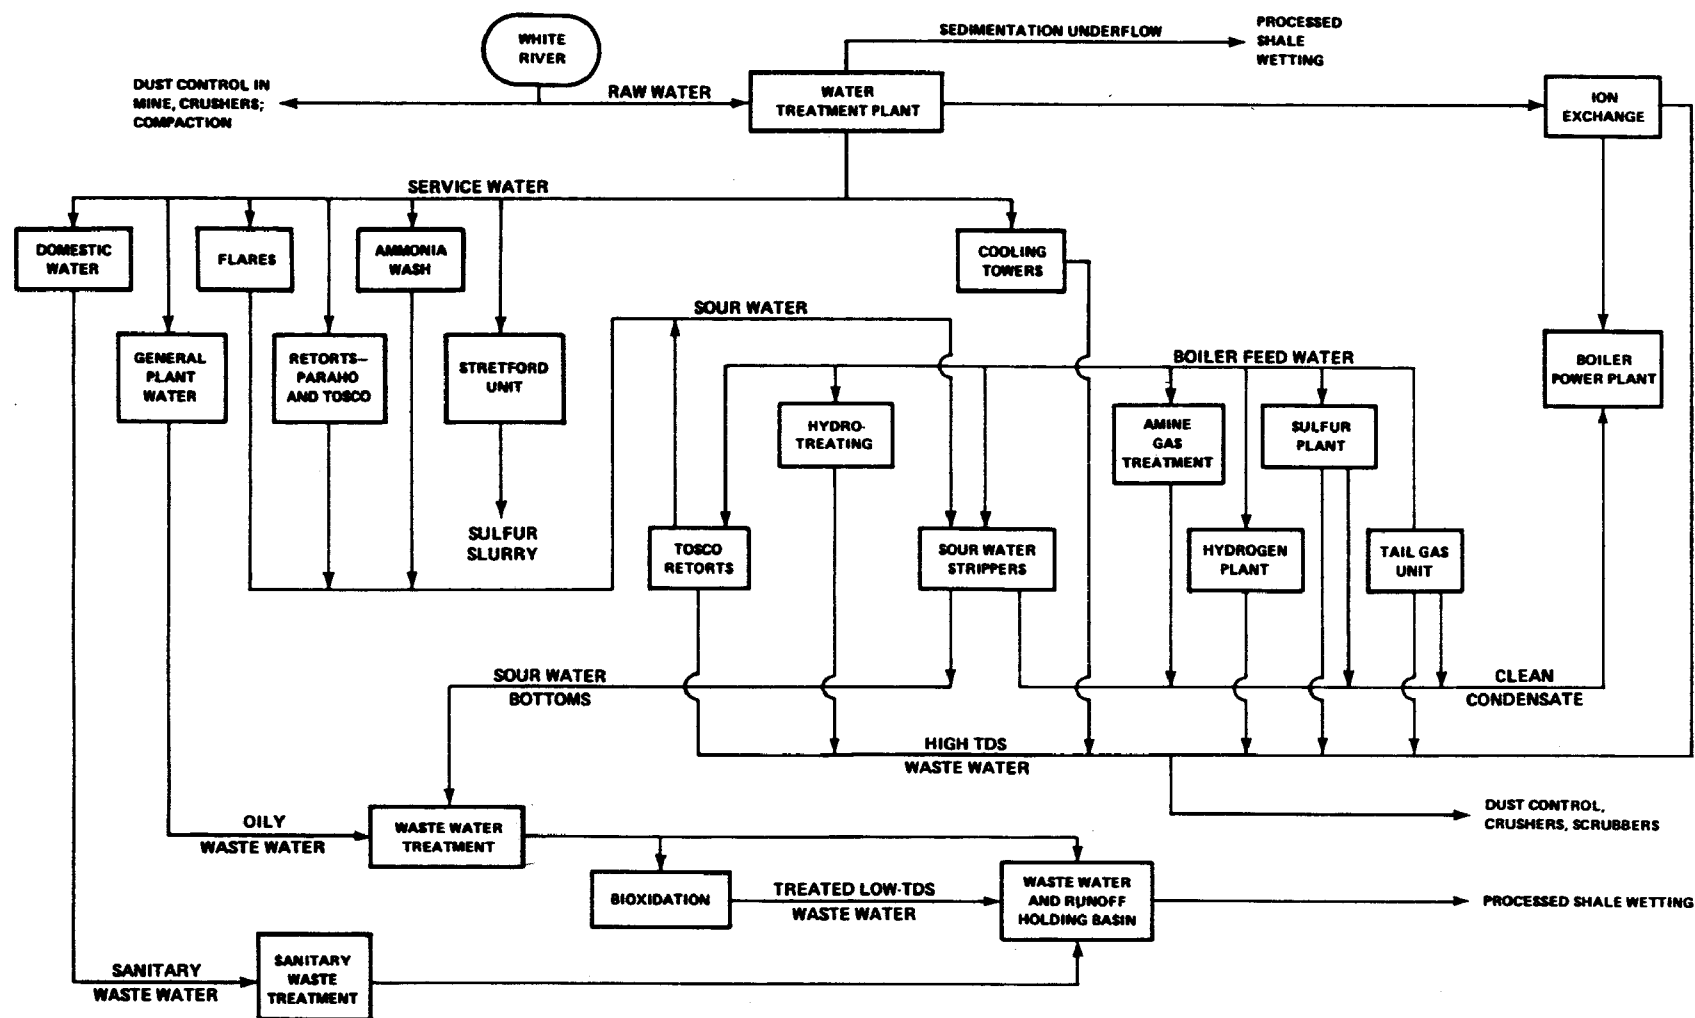 WHITE
RIVER
SEDIMENTATION UNDERFLOW
PROCESSED
SHALE
WETTING
DUST CONTROL IN
MINE, CRUSHERS;
COMPACTION
RAW WATER
WATER
TREATMENT PLANT
ION
EXCHANGE
SERVICE WATER
DOMESTIC
WATER
FLARES
AMMONIA
WASH
COOLING
TOWERS
SOUR WATER
GENERAL
PLANT
WATER
RETORTS—
PARAHO
AND TOSCO
STRETFORD
UNIT
BOILER FEED WATER
BOILER
POWER PLANT
HYDRO-
TREATING
AMINE
GAS
TREATMENT
SULFUR
PLANT
SULFUR
SLURRY
TOSCO
RETORTS
SOUR WATER
STRIPPERS
HYDROGEN
PLANT
TAIL GAS
UNIT
SOUR WATER
BOTTOMS
CLEAN
CONDENSATE
HIGH TDS
WASTE WATER
OILY
WASTE WATER
WASTE WATER
TREATMENT
DUST CONTROL,
CRUSHERS, SCRUBBERS
BIOXIDATION
TREATED LOW-TDS
WASTE WATER
WASTE WATER
AND RUNOFF
HOLDING BASIN
PROCESSED SHALE WETTING
SANITARY
WASTE WATER
SANITARY
WASTE
TREATMENT